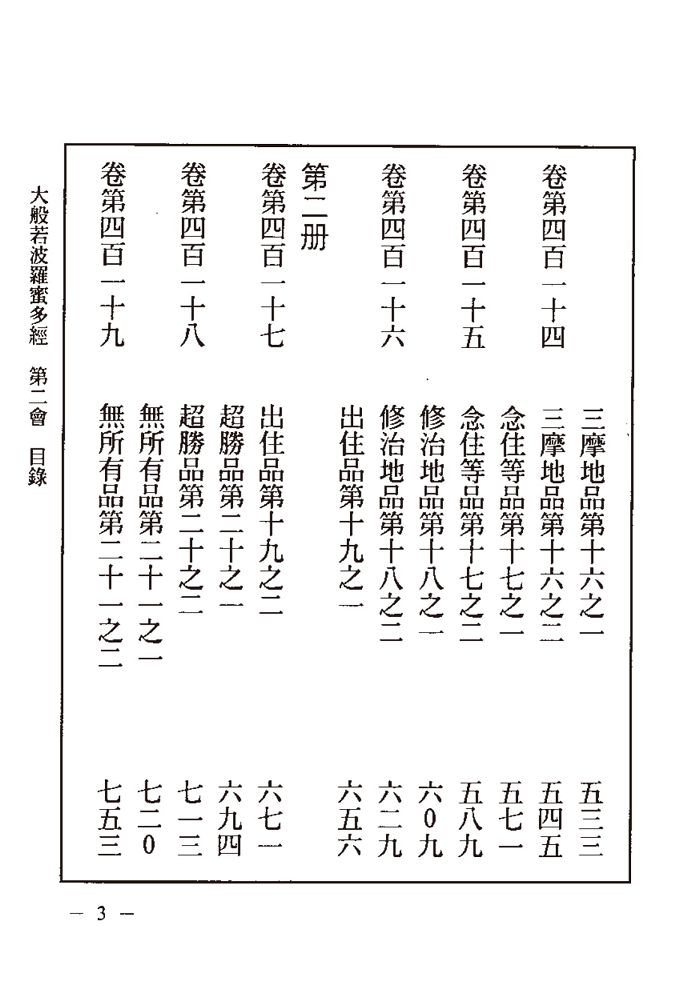 三摩地品第十六之一 五三三
卷第四百一十四 三摩地品第十六之二 五四五
念住等品第十七之一 五七一
卷第四百一十五 念住等品第十七之二 五八九
修治地品第十八之一 六0九
卷第四百一十六 修治地品第十八之二 六二九
出住品第十九之一 六五六
第二册
卷第四百一十七 出住品第十九之二 六七一
超勝品第二十之一 六九四
卷第四百一十八 超勝品第二十之二 七一三
無所有品第二十一之一 七二0
卷第四百一十九 無所有品第二十一之二 七五三
大般若波羅蜜多經 第二會 目錄
— 3 —